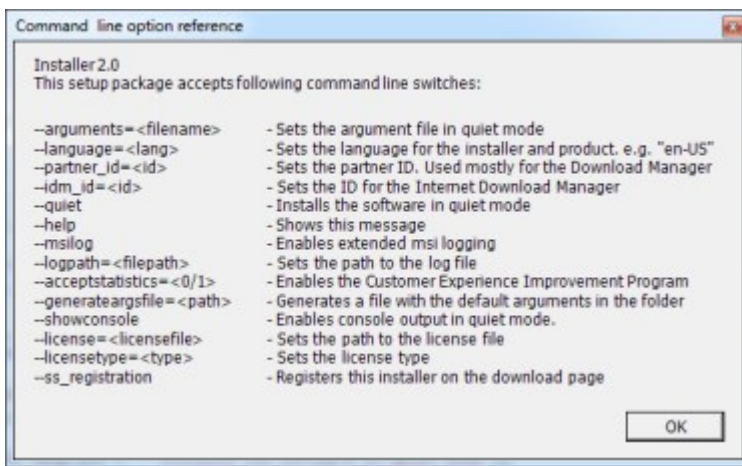 Command line option reference
Installer2.0
This setup package accepts following command line switches:
--arguments=<filename> - Sets the argument file in quiet mode
--language=<lang> - Sets the language for the installer and product. e.g. "en-US"
--partner_id=<id> - Sets the partner ID. Used mostly for the Download Manager
--idm_id=<id> - Sets the ID for the Internet Download Manager
--quiet - Installs the software in quiet mode
--help - Shows this message
--msilog - Enables extended msi logging
--logpath=<filepath> - Sets the path to the log file
--acceptstatistics=<0/1> - Enables the Customer Experience Improvement Program
--generateargsfile=<path> - Generates a file with the default arguments in the folder
--showconsole - Enables console output in quiet mode.
--license=<licensefile> - Sets the path to the license file
--licensetype=<type> - Sets the license type
--ss_registration - Registers this installer on the download page
OK